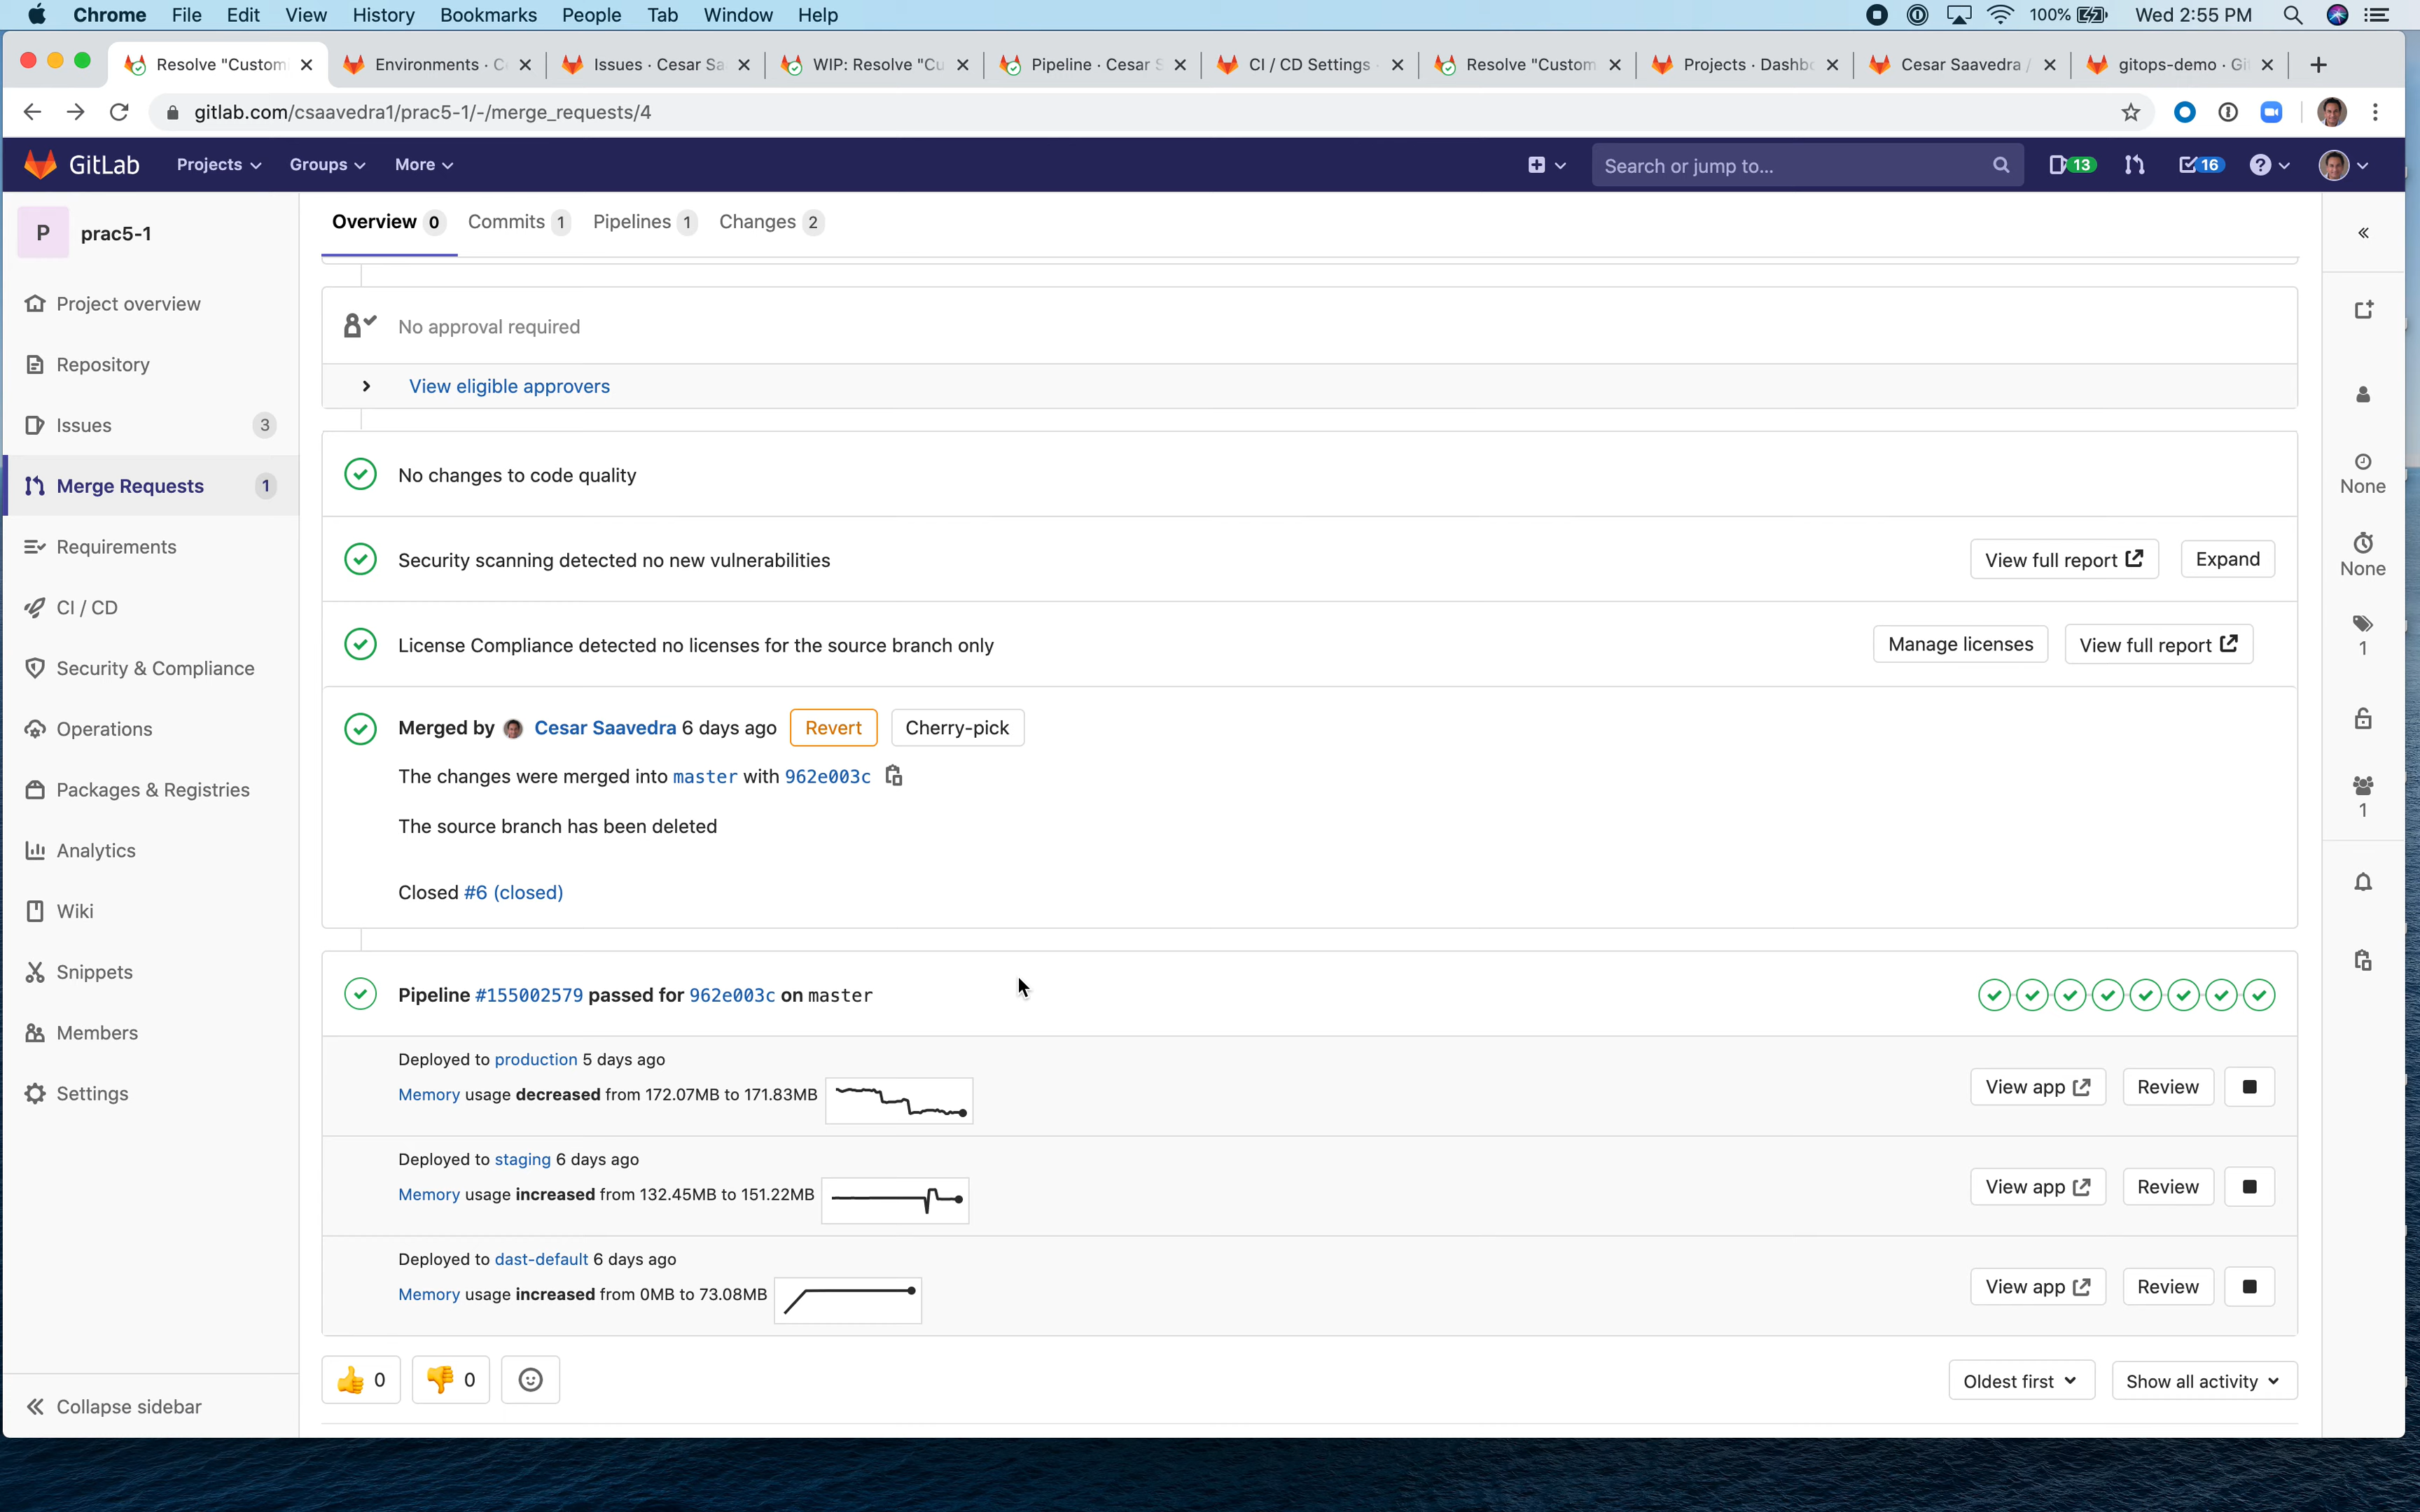 Chrome File Edit View History Bookmarks People Tab Window Help 100% Wed 2:55 PM
Resolve "Custom Environments · C Issues · Cesar Sa WIP: Resolve "Cu Pipeline · Cesar S CI / CD Settings · Resolve "Custom Projects · Dashbo Cesar Saavedra / gitops-demo · Git
gitlab.com/csaavedra1/prac5-1/-/merge_requests/4
GitLab Projects Groups More Search or jump to... 13 16
P prac5-1
Project overview
Repository
Issues 3
Merge Requests 1
Requirements
CI / CD
Security & Compliance
Operations
Packages & Registries
Analytics
Wiki
Snippets
Members
Settings
Collapse sidebar
Overview 0 Commits 1 Pipelines 1 Changes 2
No approval required
View eligible approvers
No changes to code quality
Security scanning detected no new vulnerabilities View full report Expand
License Compliance detected no licenses for the source branch only Manage licenses View full report
Merged by Cesar Saavedra 6 days ago Revert Cherry-pick
The changes were merged into master with 962e003c
The source branch has been deleted
Closed #6 (closed)
Pipeline #155002579 passed for 962e003c on master
Deployed to production 5 days ago
Memory usage decreased from 172.07MB to 171.83MB View app Review
Deployed to staging 6 days ago
Memory usage increased from 132.45MB to 151.22MB View app Review
Deployed to dast-default 6 days ago
Memory usage increased from 0MB to 73.08MB View app Review
0 0 Oldest first Show all activity
None
None
1
1